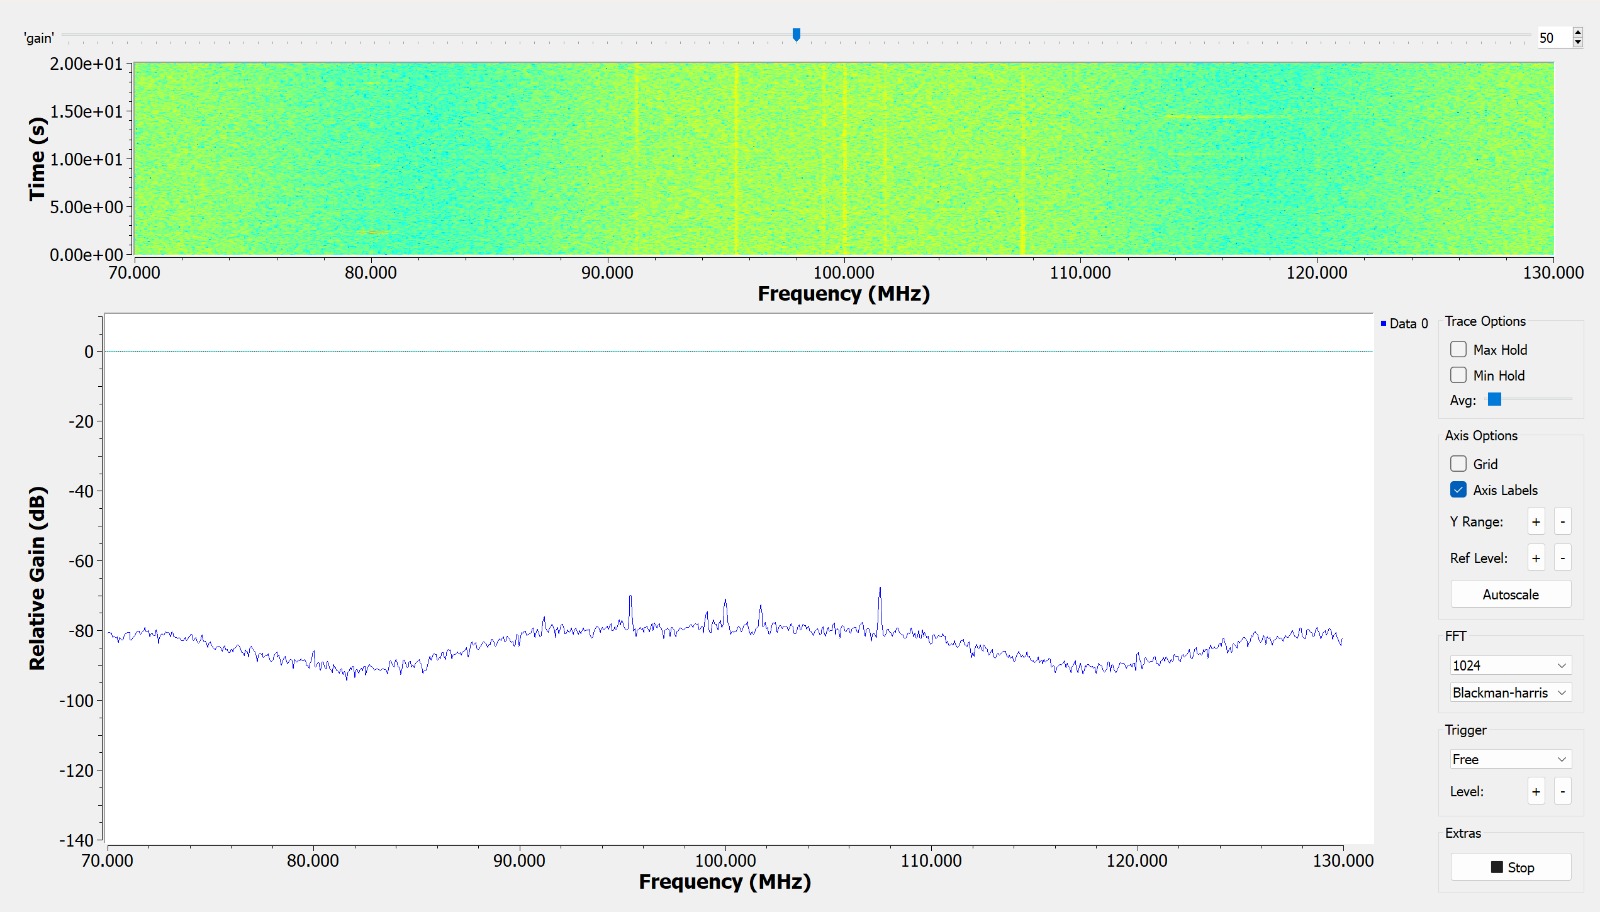 'gain' 50
2.00e+01
1.50e+01
1.00e+01
5.00e+00
0.00e+00
Time (s)
70.000 80.000 90.000 100.000 110.000 120.000 130.000
Frequency (MHz)
0
-20
-40
-60
-80
-100
-120
-140
Relative Gain (dB)
70.000 80.000 90.000 100.000 110.000 120.000 130.000
Frequency (MHz)
Data 0
Trace Options
Max Hold
Min Hold
Avg:
Axis Options
Grid
Axis Labels
Y Range: + -
Ref Level: + -
Autoscale
FFT
1024
Blackman-harris
Trigger
Free
Level: + -
Extras
Stop